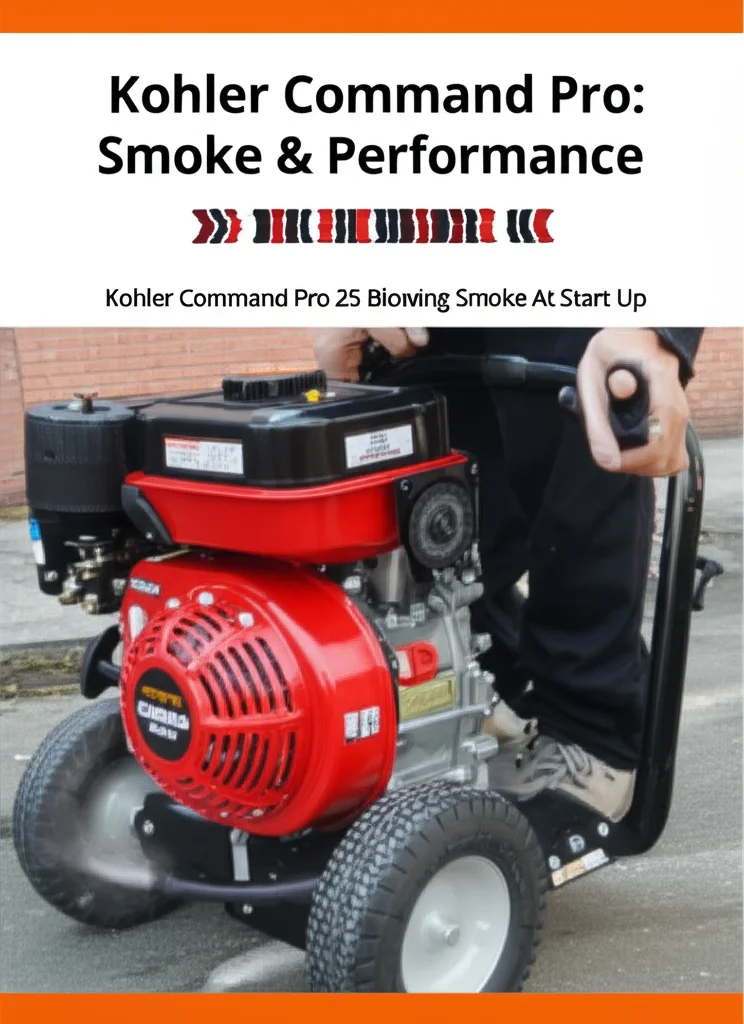 Kohler Command Pro:
Smoke & Performance
Kohler Command Pro 25 Bioıving Smoke At Start Up